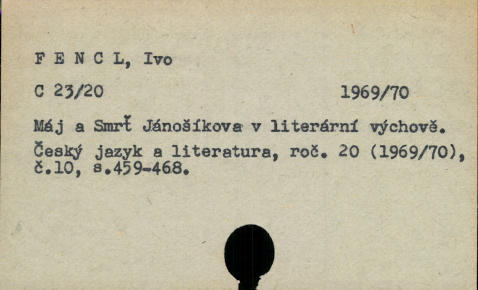 F E N C L, Ivo
C 23/20 1969/70
Máj a Smrť Jánošíkova v literární výchově.
Český jazyk a literatura, roč. 20 (1969/70),
č.10, s.459-468.